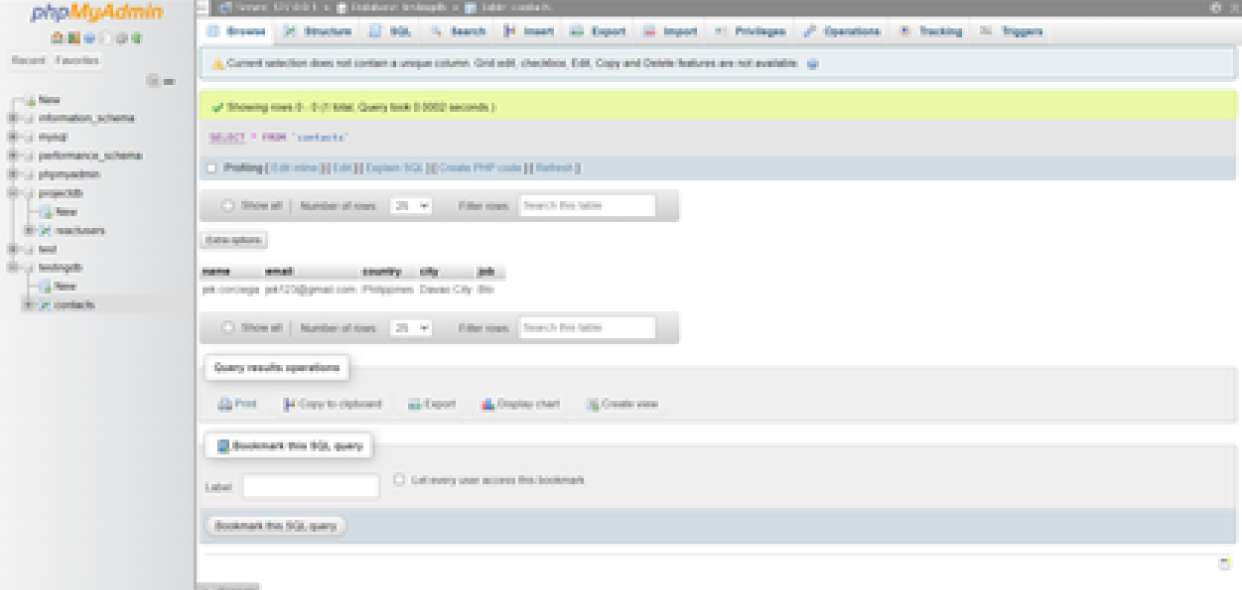 phpMyAdmin
Recent Favorites
New
information_schema
mysql
performance_schema
phpmyadmin
projectdb
New
reactusers
test
testingdb
New
contacts
Server: 127.0.0.1 » Database: testingdb » Table: contacts
Browse Structure SQL Search Insert Export Import Privileges Operations Tracking Triggers
Current selection does not contain a unique column. Grid edit, checkbox, Edit, Copy and Delete features are not available.
Showing rows 0 - 0 (1 total, Query took 0.0002 seconds.)
SELECT * FROM `contacts`
Profiling [ Edit inline ] [ Edit ] [ Explain SQL ] [ Create PHP code ] [ Refresh ]
Show all Number of rows: 25 Filter rows: Search this table
Extra options
name email country city job
Philippines Davao City
Show all Number of rows: 25 Filter rows: Search this table
Query results operations
Print Copy to clipboard Export Display chart Create view
Bookmark this SQL query
Label: Let every user access this bookmark
Bookmark this SQL query